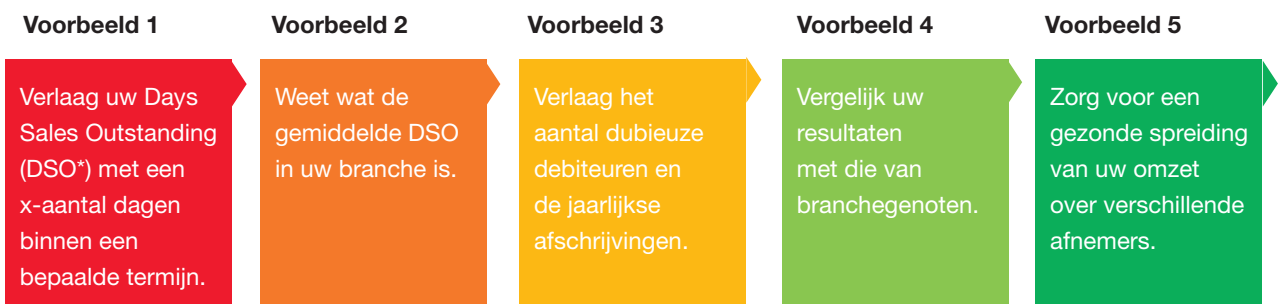 Voorbeeld 1
Verlaag uw Days
Sales Outstanding
(DSO*) met een
x-aantal dagen
binnen een
bepaalde termijn.
Voorbeeld 2
Weet wat de
gemiddelde DSO
in uw branche is.
Voorbeeld 3
Verlaag het
aantal dubieuze
debiteuren en
de jaarlijkse
afschrijvingen.
Voorbeeld 4
Vergelijk uw
resultaten
met die van
branchegenoten.
Voorbeeld 5
Zorg voor een
gezonde spreiding
van uw omzet
over verschillende
afnemers.